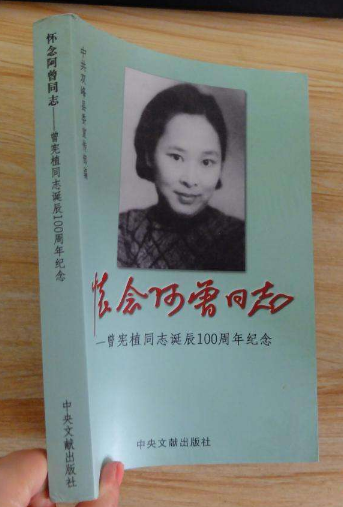 怀念阿曾同志——曾宪植同志诞辰100周年纪念
中央文献出版社
怀念阿曾同志
—曾宪植同志诞辰100周年纪念
中央文献出版社